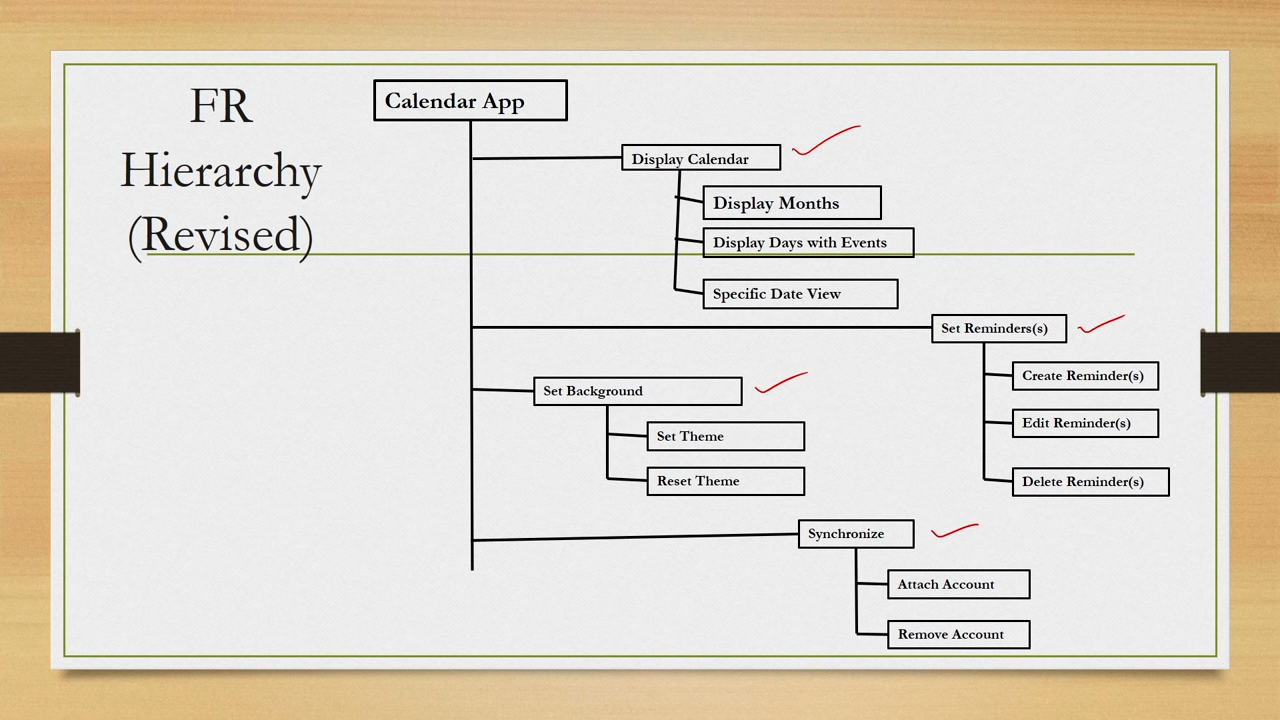 FR
Hierarchy
(Revised)
Calendar App
Display Calendar
Display Months
Display Days with Events
Specific Date View
Set Reminders(s)
Create Reminder(s)
Edit Reminder(s)
Delete Reminder(s)
Set Background
Set Theme
Reset Theme
Synchronize
Attach Account
Remove Account